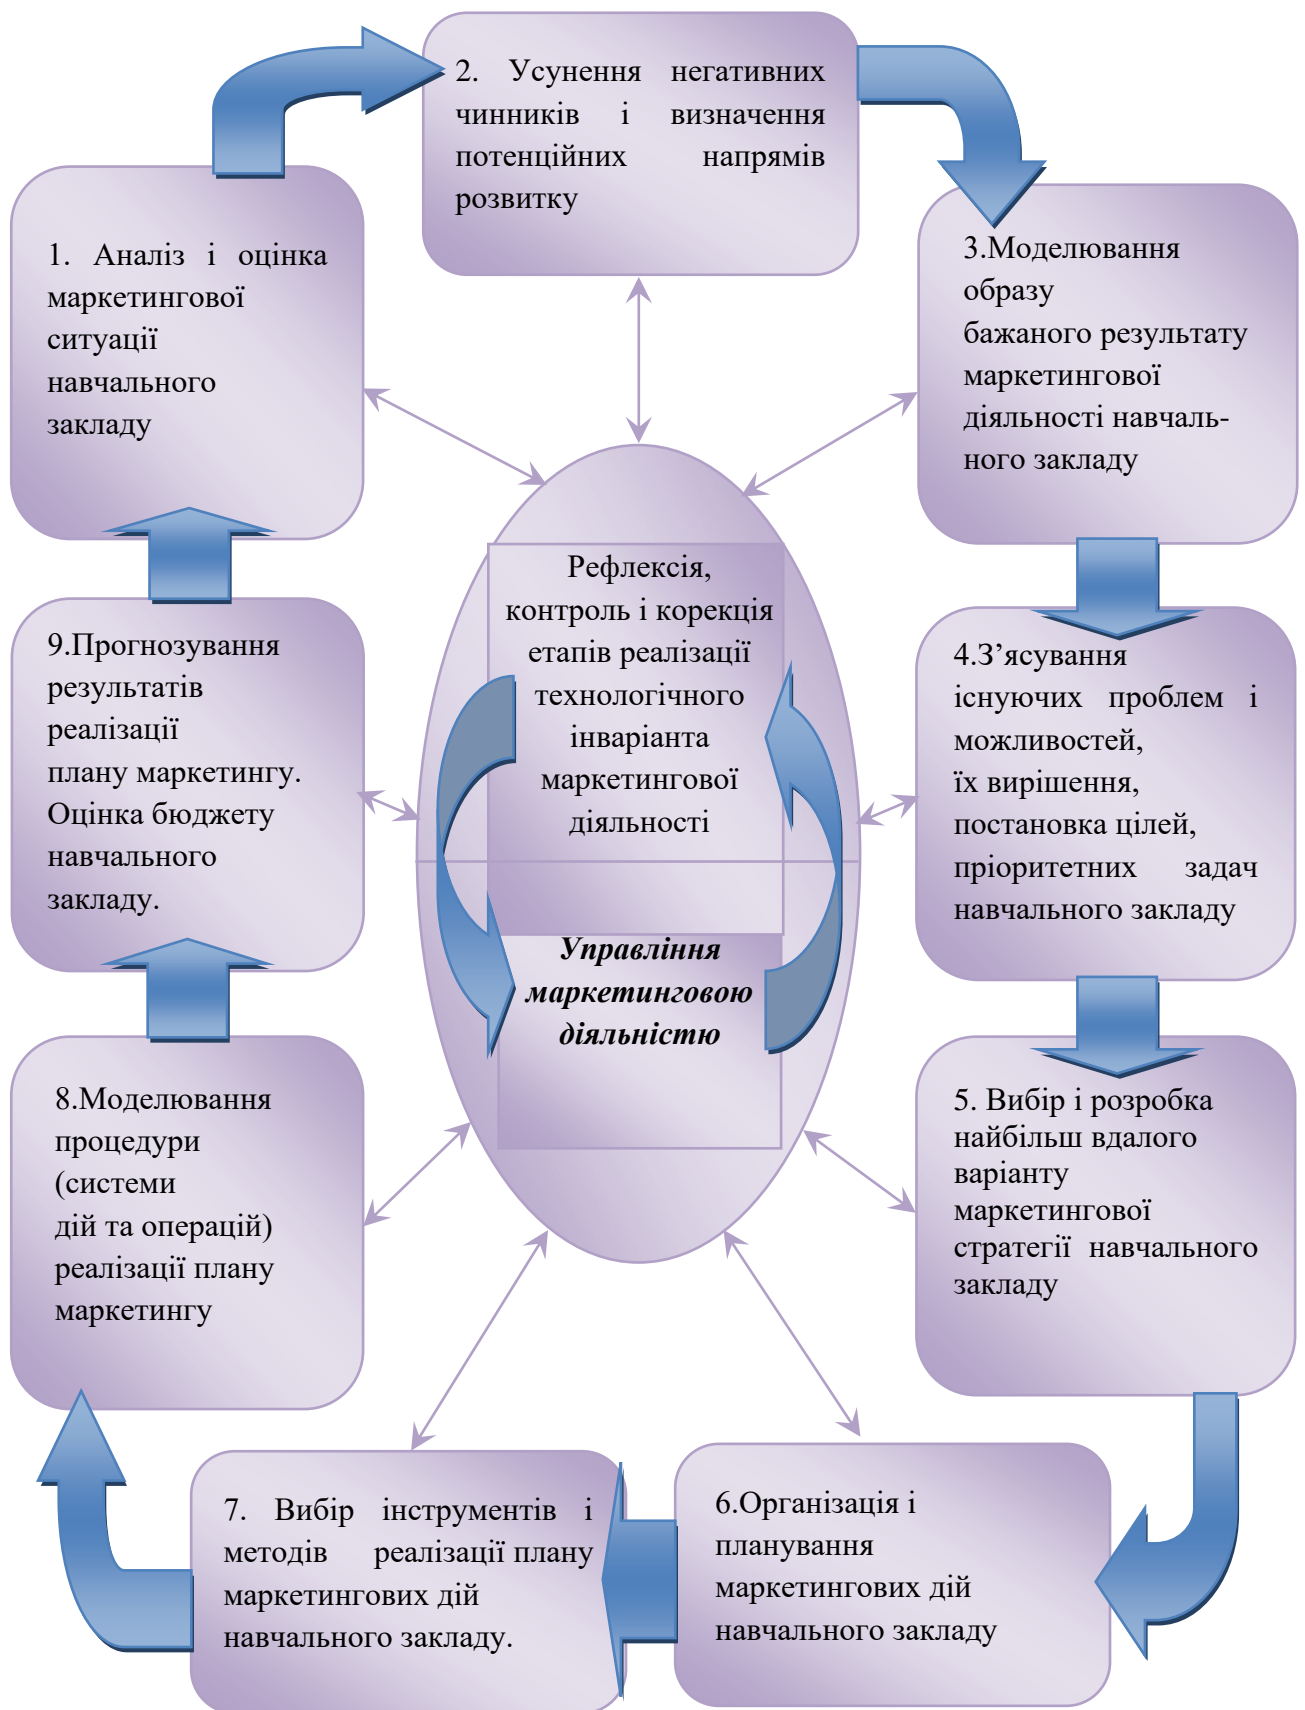 1. Аналіз і оцінка
маркетингової
ситуації
навчального
закладу
2. Усунення негативних
чинників і визначення
потенційних напрямів
розвитку
3.Моделювання
образу
бажаного результату
маркетингової
діяльності навчаль-
ного закладу
4.З’ясування
існуючих проблем і
можливостей,
їх вирішення,
постановка цілей,
пріоритетних задач
навчального закладу
5. Вибір і розробка
найбільш вдалого
варіанту
маркетингової
стратегії навчального
закладу
6.Організація і
планування
маркетингових дій
навчального закладу
7. Вибір інструментів і
методів реалізації плану
маркетингових дій
навчального закладу.
8.Моделювання
процедури
(системи
дій та операцій)
реалізації плану
маркетингу
9.Прогнозування
результатів
реалізації
плану маркетингу.
Оцінка бюджету
навчального
закладу.
Рефлексія,
контроль і корекція
етапів реалізації
технологічного
інваріанта
маркетингової
діяльності
Управління
маркетинговою
діяльністю